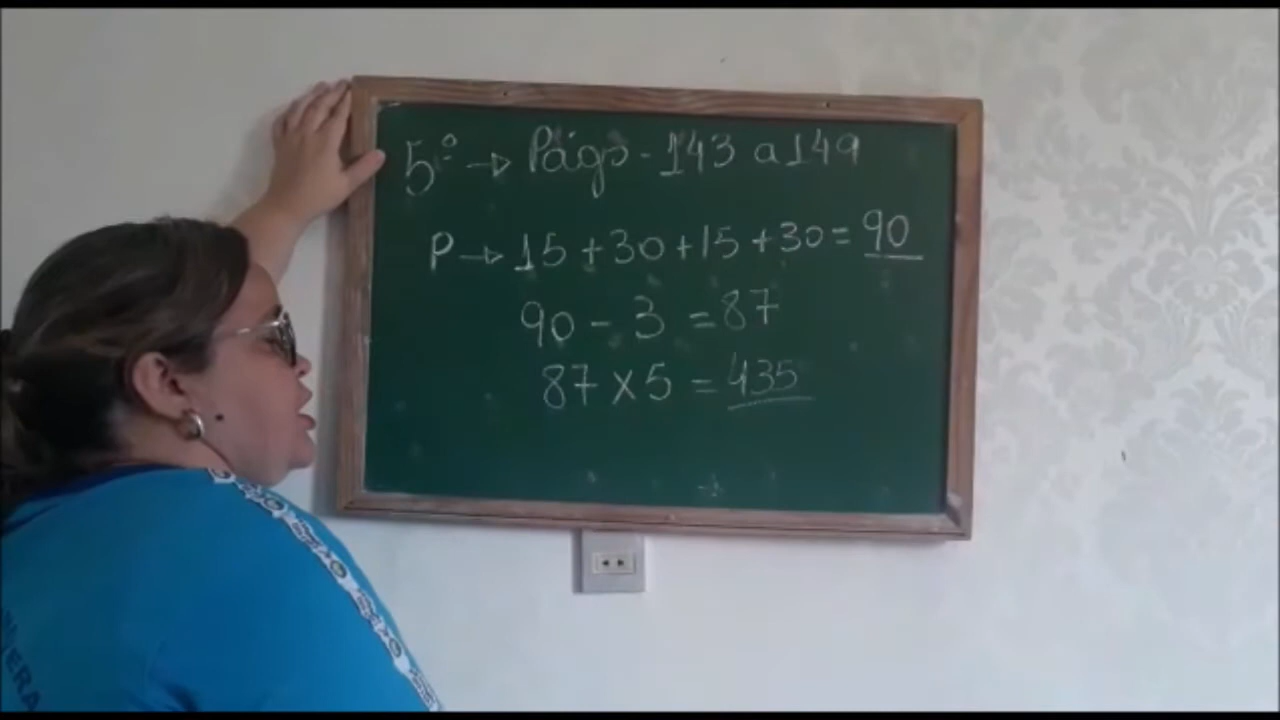 5º → Págs - 143 a 149
P → 15 + 30 + 15 + 30 = 90
90 - 3 = 87
87 x 5 = 435